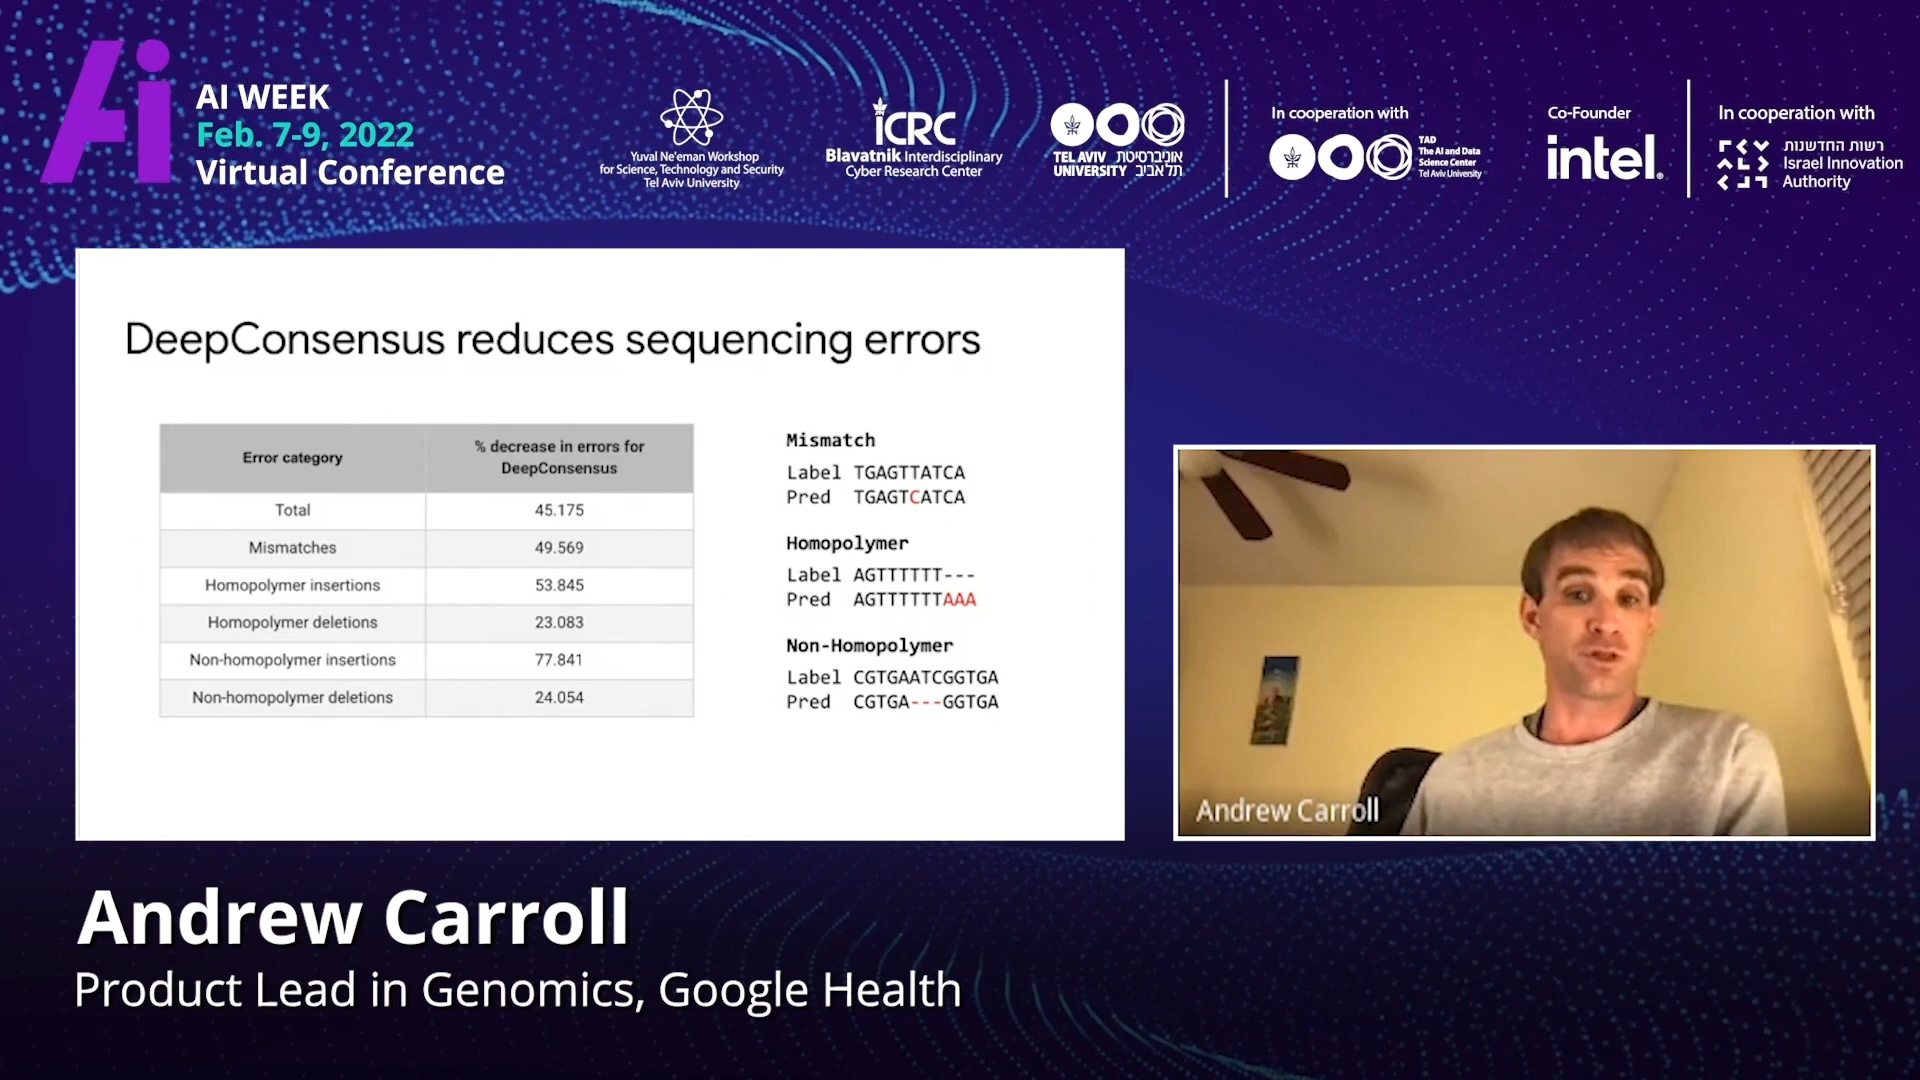 Ai
AI WEEK
Feb. 7-9, 2022
Virtual Conference
Yuval Ne'eman Workshop
for Science, Technology and Security
Tel Aviv University
iCRC
Blavatnik Interdisciplinary
Cyber Research Center
TEL AVIV אוניברסיטת
UNIVERSITY תל אביב
In cooperation with
TAD
The AI and Data
Science Center
Tel Aviv University
Co-Founder
intel.
In cooperation with
רשות החדשנות
Israel Innovation
Authority
DeepConsensus reduces sequencing errors
Error category % decrease in errors for
DeepConsensus
Total 45.175
Mismatches 49.569
Homopolymer insertions 53.845
Homopolymer deletions 23.083
Non-homopolymer insertions 77.841
Non-homopolymer deletions 24.054
Mismatch
Label TGAGTTATCA
Pred TGAGTCATCA
Homopolymer
Label AGTTTTTT---
Pred AGTTTTTTAAA
Non-Homopolymer
Label CGTGAATCGGTGA
Pred CGTGA---GGTGA
Andrew Carroll
Andrew Carroll
Product Lead in Genomics, Google Health